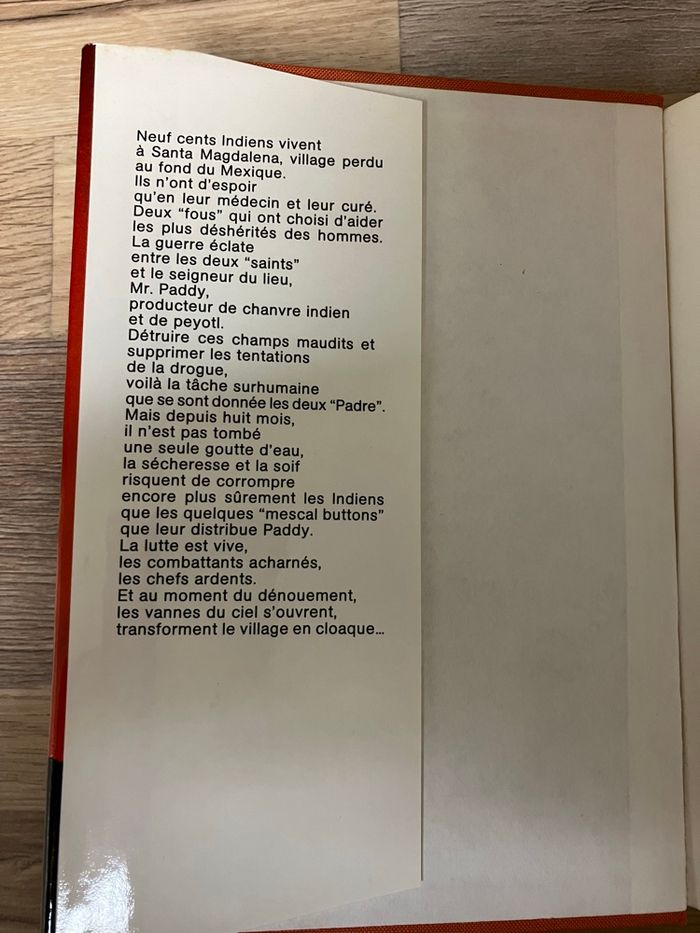 Neuf cents Indiens vivent
à Santa Magdalena, village perdu
au fond du Mexique.
Ils n'ont d'espoir
qu'en leur médecin et leur curé.
Deux “fous” qui ont choisi d'aider
les plus déshérités des hommes.
La guerre éclate
entre les deux “saints”
et le seigneur du lieu,
Mr. Paddy,
producteur de chanvre indien
et de peyotl.
Détruire ces champs maudits et
supprimer les tentations
de la drogue,
voilà la tâche surhumaine
que se sont donnée les deux “Padre”.
Mais depuis huit mois,
il n'est pas tombé
une seule goutte d'eau,
la sécheresse et la soif
risquent de corrompre
encore plus sûrement les Indiens
que les quelques “mescal buttons”
que leur distribue Paddy.
La lutte est vive,
les combattants acharnés,
les chefs ardents.
Et au moment du dénouement,
les vannes du ciel s'ouvrent,
transforment le village en cloaque...